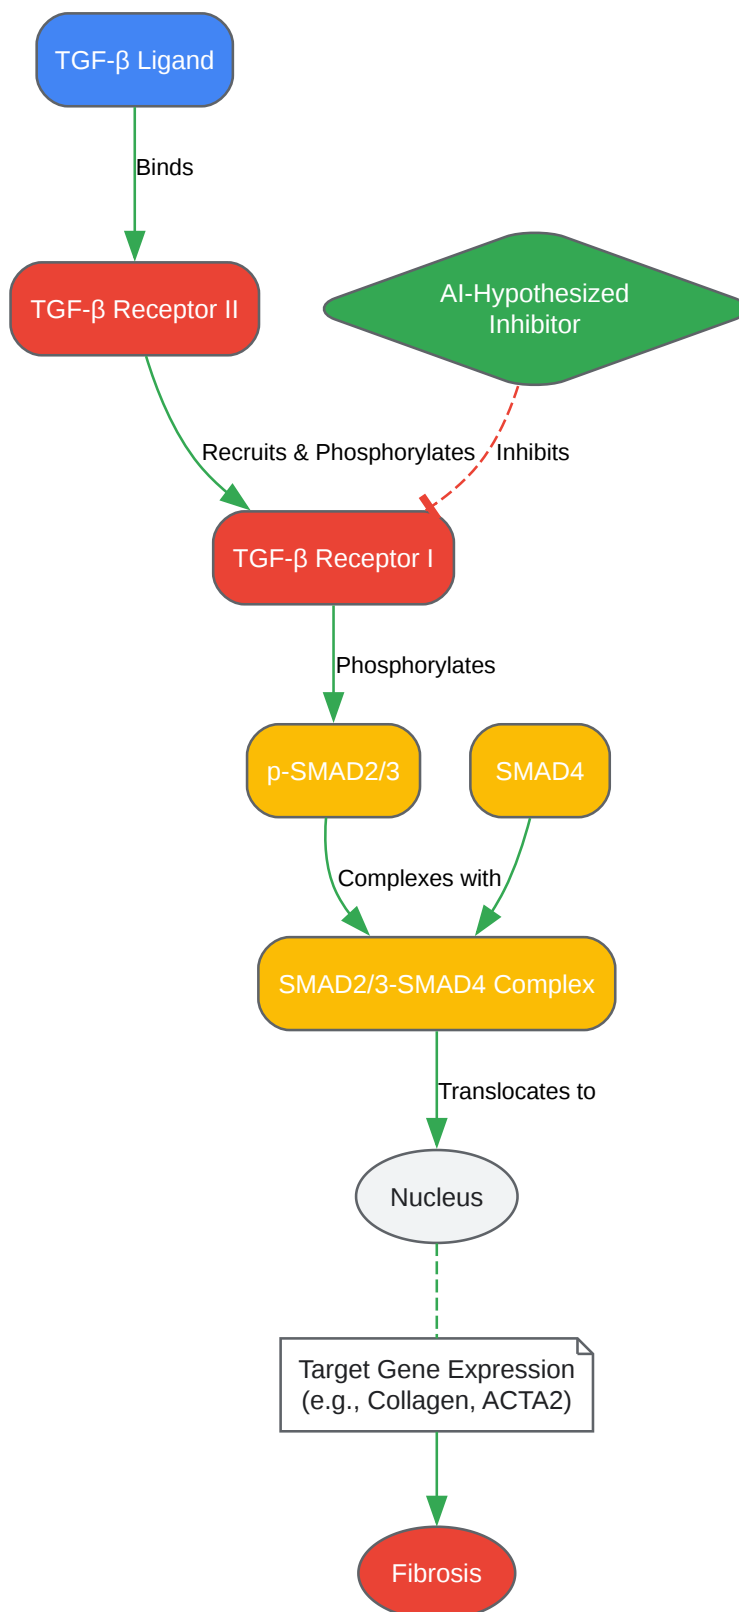 TGF-β Ligand
Binds
TGF-β Receptor II
AI-Hypothesized
Inhibitor
Recruits & Phosphorylates
Inhibits
TGF-β Receptor I
Phosphorylates
p-SMAD2/3
SMAD4
Complexes with
SMAD2/3-SMAD4 Complex
Translocates to
Nucleus
Target Gene Expression
(e.g., Collagen, ACTA2)
Fibrosis